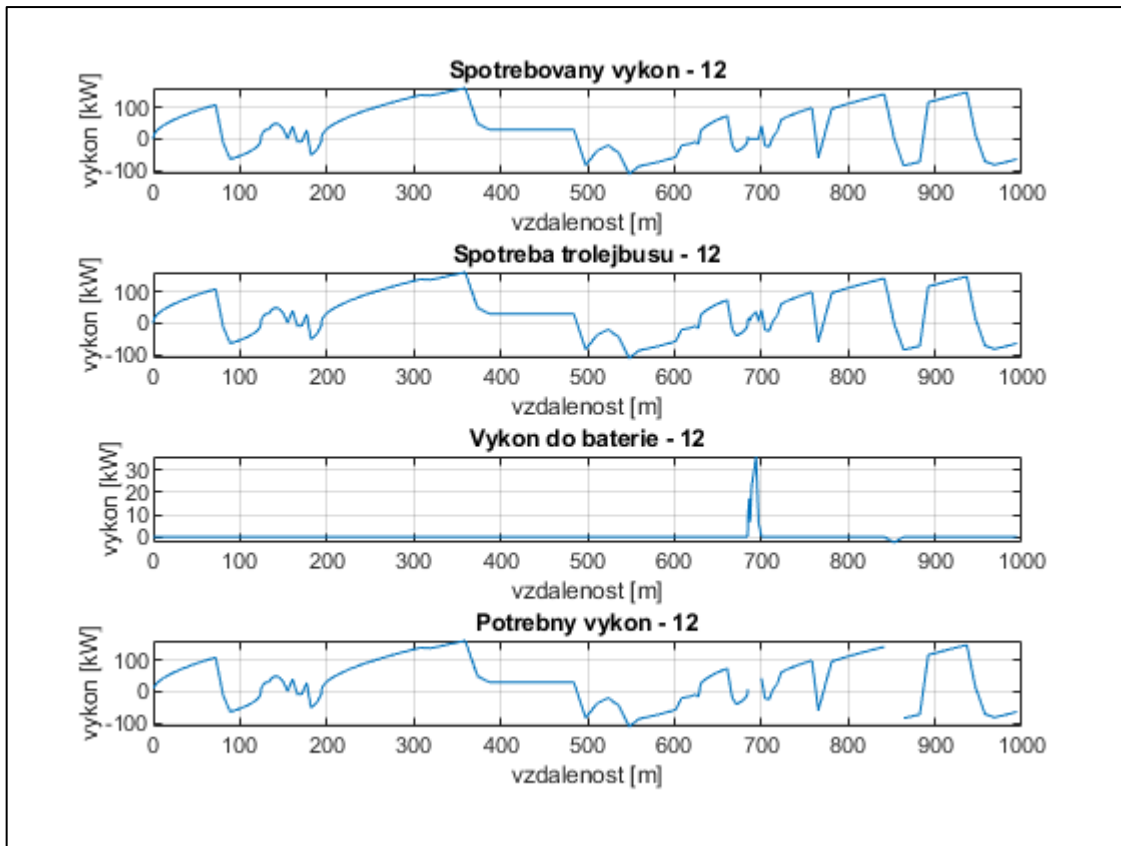 Spotrebovany vykon - 12
vykon [kW]
100
0
-100
0 100 200 300 400 500 600 700 800 900 1000
vzdalenost [m]
Spotreba trolejbusu - 12
vykon [kW]
100
0
-100
0 100 200 300 400 500 600 700 800 900 1000
vzdalenost [m]
Vykon do baterie - 12
vykon [kW]
30
20
10
0
0 100 200 300 400 500 600 700 800 900 1000
vzdalenost [m]
Potrebny vykon - 12
vykon [kW]
100
0
-100
0 100 200 300 400 500 600 700 800 900 1000
vzdalenost [m]